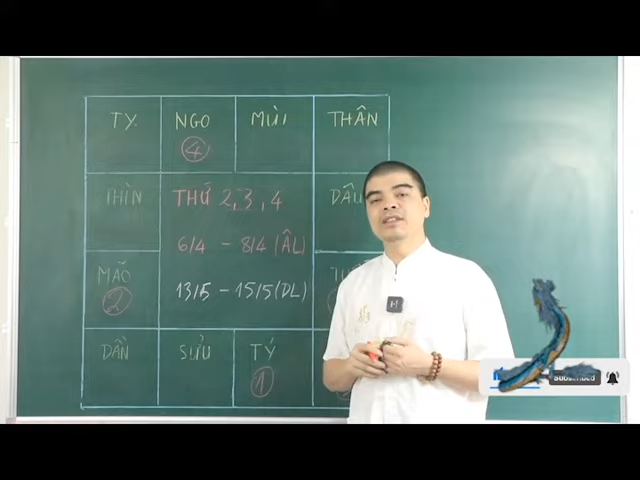 TỴ NGỌ MÙI THÂN
4
THÌN THỨ 2,3,4 DẬU
6/4 - 8/4 (ÂL)
MÃO 13/5 - 15/5 (DL)
2
DẦN SỬU TÝ
1
Subscribed